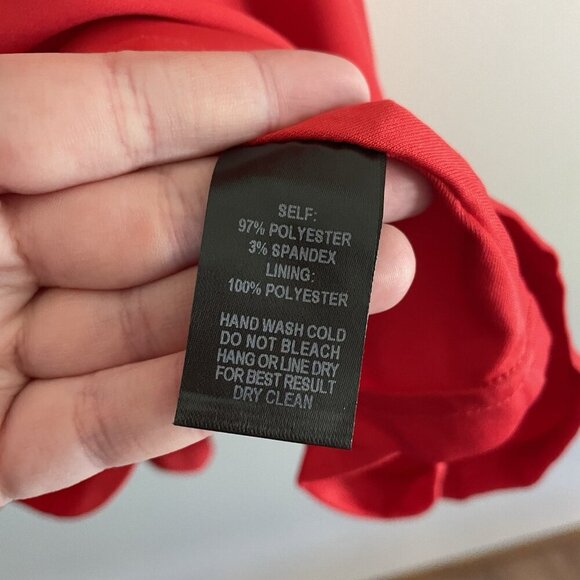 SELF:
97% POLYESTER
3% SPANDEX
LINING:
100% POLYESTER
HAND WASH COLD
DO NOT BLEACH
HANG OR LINE DRY
FOR BEST RESULT
DRY CLEAN